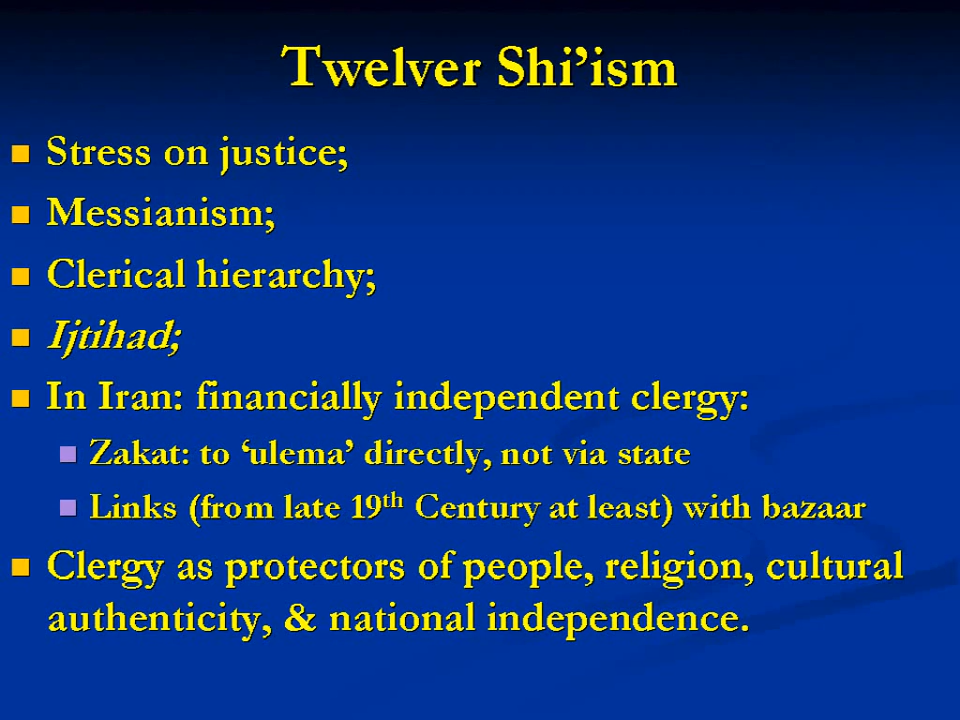 Twelver Shi’ism
Stress on justice;
Messianism;
Clerical hierarchy;
Ijtihad;
In Iran: financially independent clergy:
Zakat: to ‘ulema’ directly, not via state
Links (from late 19th Century at least) with bazaar
Clergy as protectors of people, religion, cultural
authenticity, & national independence.